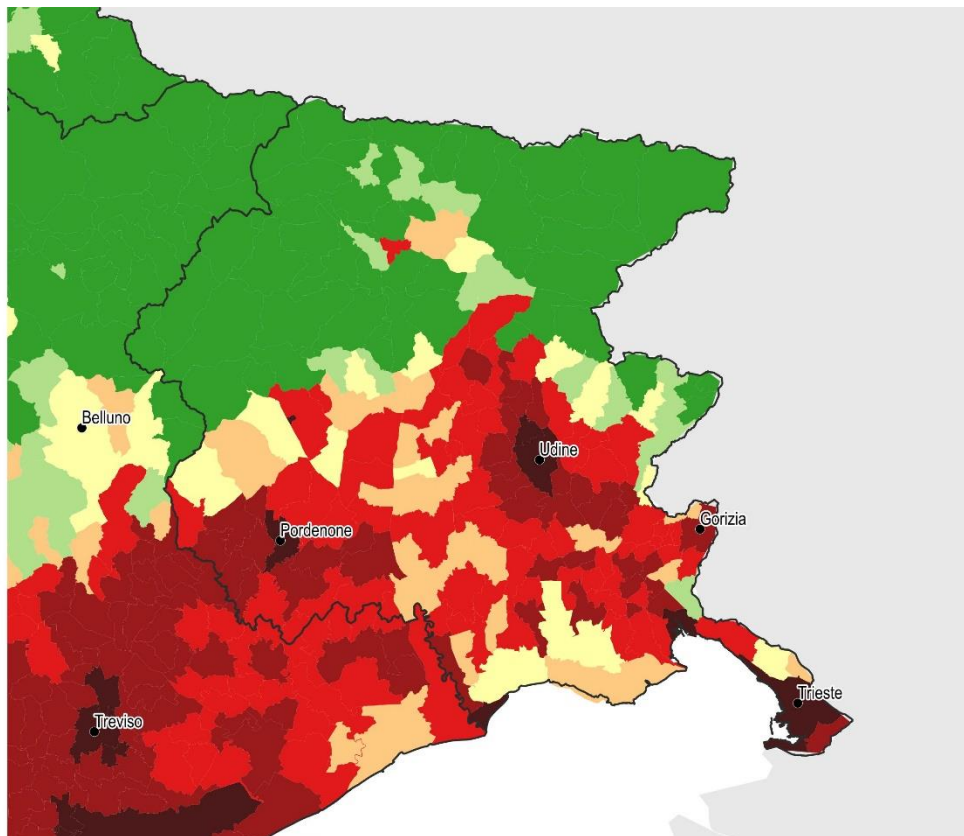 Belluno
Udine
Gorizia
Pordenone
Trieste
Treviso